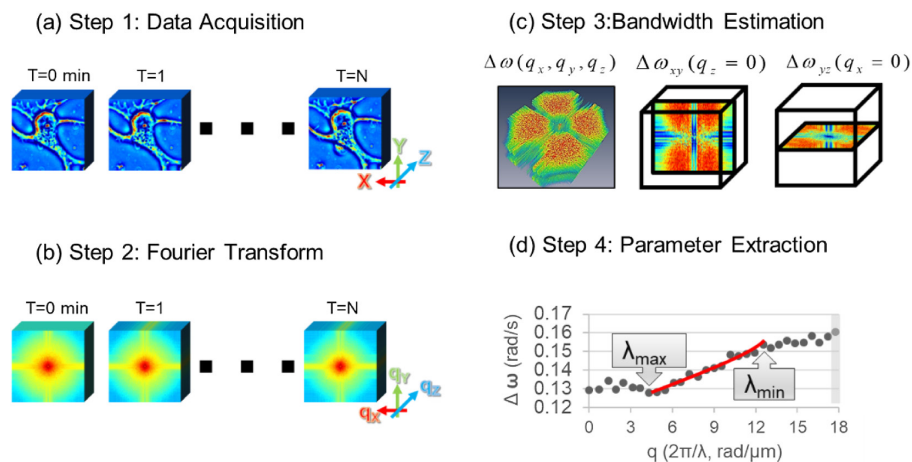 (a) Step 1: Data Acquisition
T=0 min
T=1
T=N
Y
Z
X
(b) Step 2: Fourier Transform
T=0 min
T=1
T=N
qY
qZ
qX
(c) Step 3:Bandwidth Estimation
Δω(qx, qy, qz)
Δωxy(qz = 0)
Δωyz(qx = 0)
(d) Step 4: Parameter Extraction
0.17
0.16
0.15
0.14
0.13
0.12
Δ ω (rad/s)
λmax
λmin
0 3 6 9 12 15 18
q (2π/λ, rad/µm)